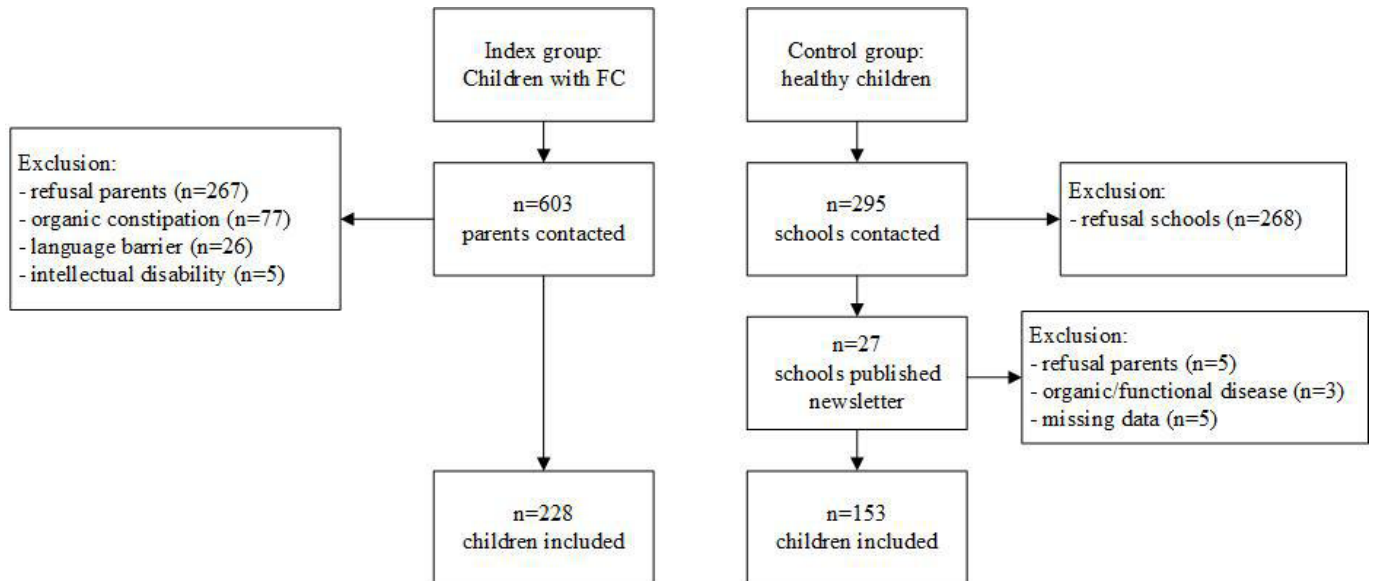 Index group:
Children with FC
Control group:
healthy children
Exclusion:
- refusal parents (n=267)
- organic constipation (n=77)
- language barrier (n=26)
- intellectual disability (n=5)
n=603
parents contacted
n=295
schools contacted
Exclusion:
- refusal schools (n=268)
n=27
schools published
newsletter
Exclusion:
- refusal parents (n=5)
- organic/functional disease (n=3)
- missing data (n=5)
n=228
children included
n=153
children included